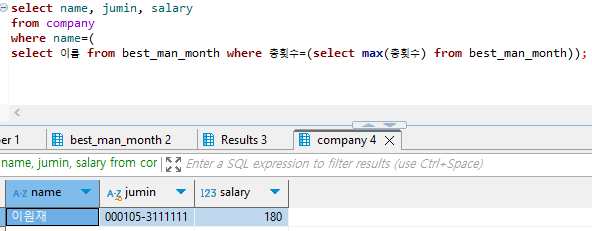 select name, jumin, salary
from company
where name=(
select 이름 from best_man_month where 총횟수=(select max(총횟수) from best_man_month));
er 1
best_man_month 2
Results 3
company 4
name, jumin, salary from cor
Enter a SQL expression to filter results (use Ctrl+Space)
A-Z name
A-Z jumin
123 salary
이원재
000105-3111111
180